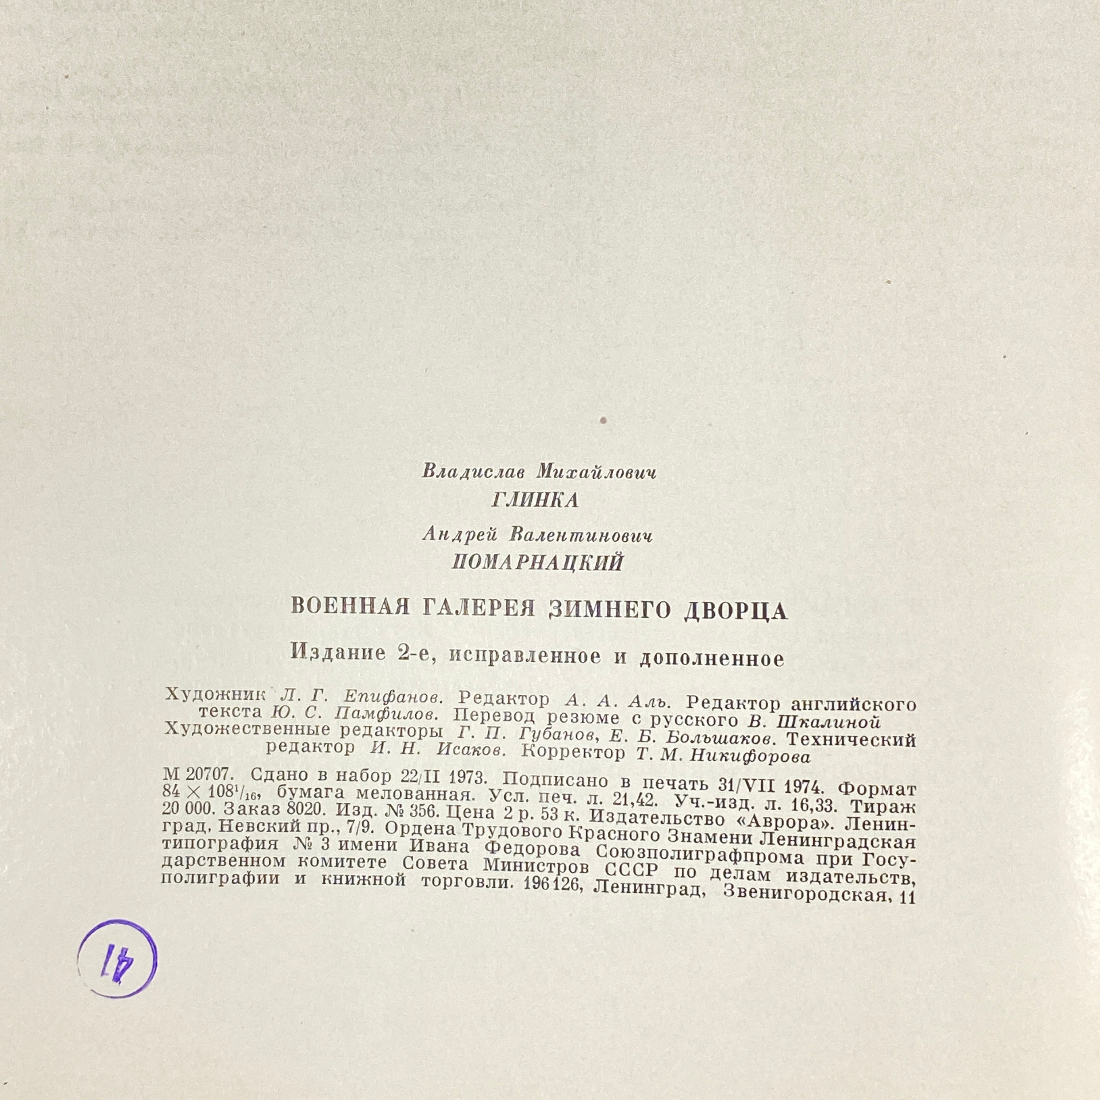 Владислав Михайлович
ГЛИНКА
Андрей Валентинович
ПОМАРНАЦКИЙ
ВОЕННАЯ ГАЛЕРЕЯ ЗИМНЕГО ДВОРЦА
Издание 2-е, исправленное и дополненное
Художник Л. Г. Епифанов. Редактор А. А. Аль. Редактор английского
текста Ю. С. Памфилов. Перевод резюме с русского В. Шкалиной
Художественные редакторы Г. П. Губанов, Е. Б. Большаков. Технический
редактор И. Н. Исаков. Корректор Т. М. Никифорова
М 20707. Сдано в набор 22/II 1973. Подписано в печать 31/VII 1974. Формат
84 × 108¹/₁₆, бумага мелованная. Усл. печ. л. 21,42. Уч.-изд. л. 16,33. Тираж
20 000. Заказ 8020. Изд. № 356. Цена 2 р. 53 к. Издательство «Аврора». Ленин-
град, Невский пр., 7/9. Ордена Трудового Красного Знамени Ленинградская
типография № 3 имени Ивана Федорова Союзполиграфпрома при Госу-
дарственном комитете Совета Министров СССР по делам издательств,
полиграфии и книжной торговли. 196126, Ленинград, Звенигородская, 11
41